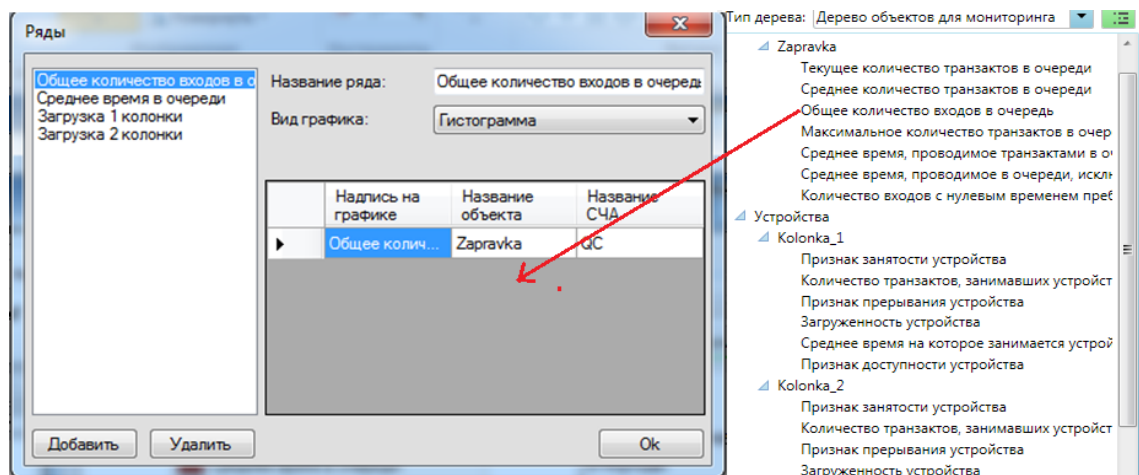 Ряды
Общее количество входов в о
Среднее время в очереди
Загрузка 1 колонки
Загрузка 2 колонки
Название ряда:
Общее количество входов в очередь
Вид графика:
Гистограмма
Надпись на
графике
Название
объекта
Название
СЧА
Общее колич...
Zapravka
QC
Добавить
Удалить
Ok
Тип дерева:
Дерево объектов для мониторинга
Zapravka
Текущее количество транзактов в очереди
Среднее количество транзактов в очереди
Общее количество входов в очередь
Максимальное количество транзактов в очер
Среднее время, проводимое транзактами в оч
Среднее время, проводимое в очереди, исклю
Количество входов с нулевым временем преб
Устройства
Kolonka_1
Признак занятости устройства
Количество транзактов, занимавших устройст
Признак прерывания устройства
Загруженность устройства
Среднее время на которое занимается устрой
Признак доступности устройства
Kolonka_2
Признак занятости устройства
Количество транзактов, занимавших устройст
Признак прерывания устройства
Загруженность устройства